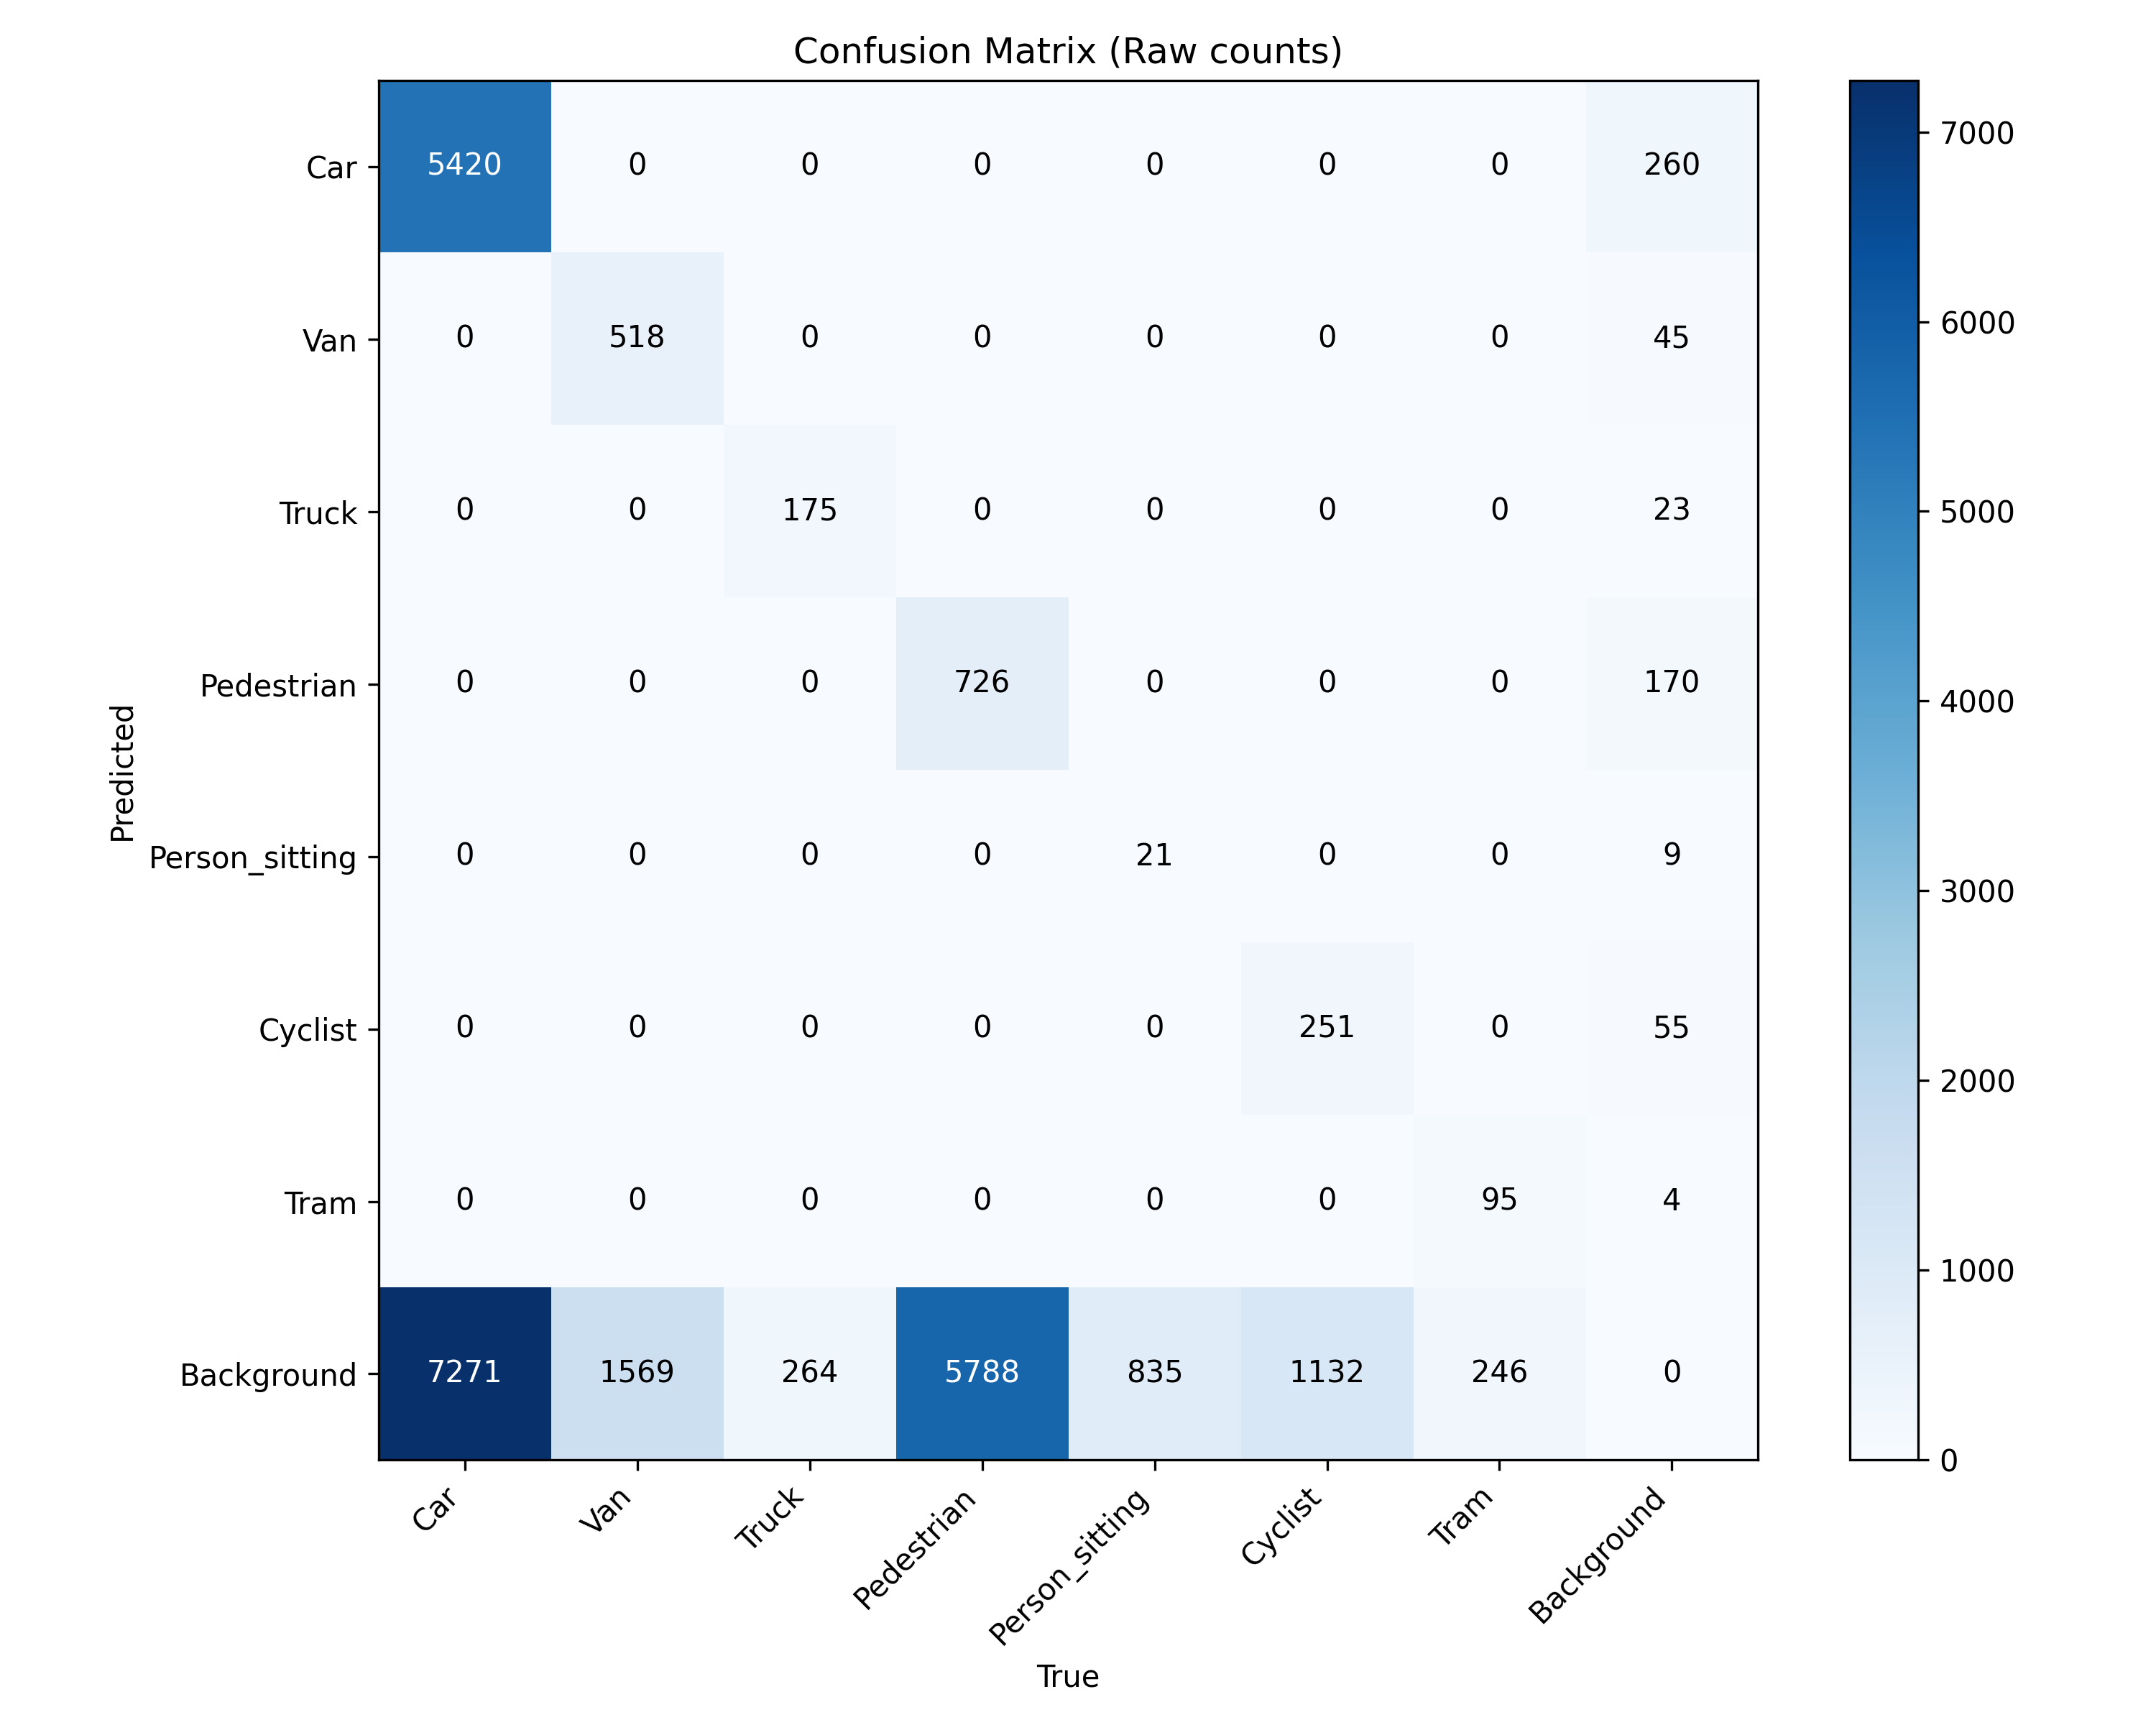 Confusion Matrix (Raw counts)
Predicted
Car 5420 0 0 0 0 0 0 260
Van 0 518 0 0 0 0 0 45
Truck 0 0 175 0 0 0 0 23
Pedestrian 0 0 0 726 0 0 0 170
Person_sitting 0 0 0 0 21 0 0 9
Cyclist 0 0 0 0 0 251 0 55
Tram 0 0 0 0 0 0 95 4
Background 7271 1569 264 5788 835 1132 246 0
Car Van Truck Pedestrian Person_sitting Cyclist Tram Background
True
7000
6000
5000
4000
3000
2000
1000
0